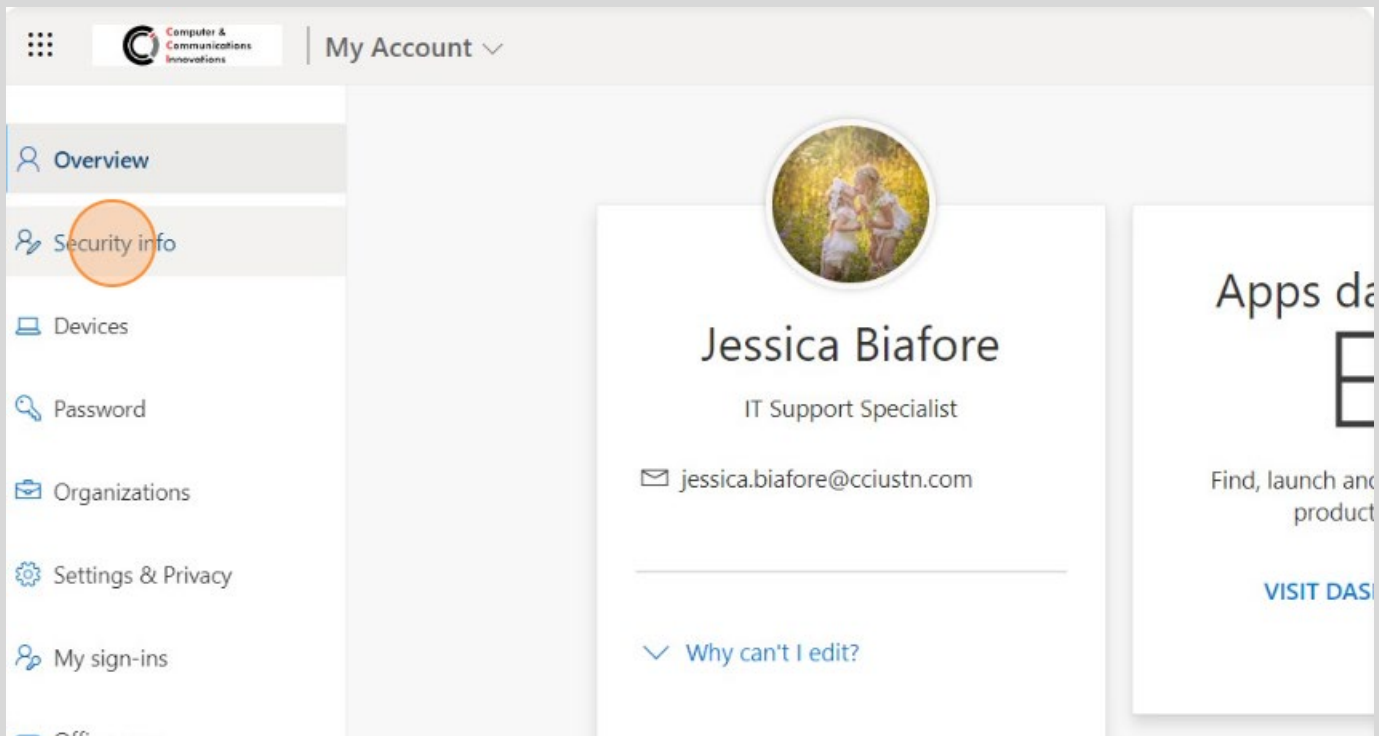 Computer &
Communications
Innovations
My Account
Overview
Security info
Devices
Password
Organizations
Settings & Privacy
My sign-ins
Jessica Biafore
IT Support Specialist
jessica.biafore@cciustn.com
Why can't I edit?
Apps da
Find, launch and
product
VISIT DAS